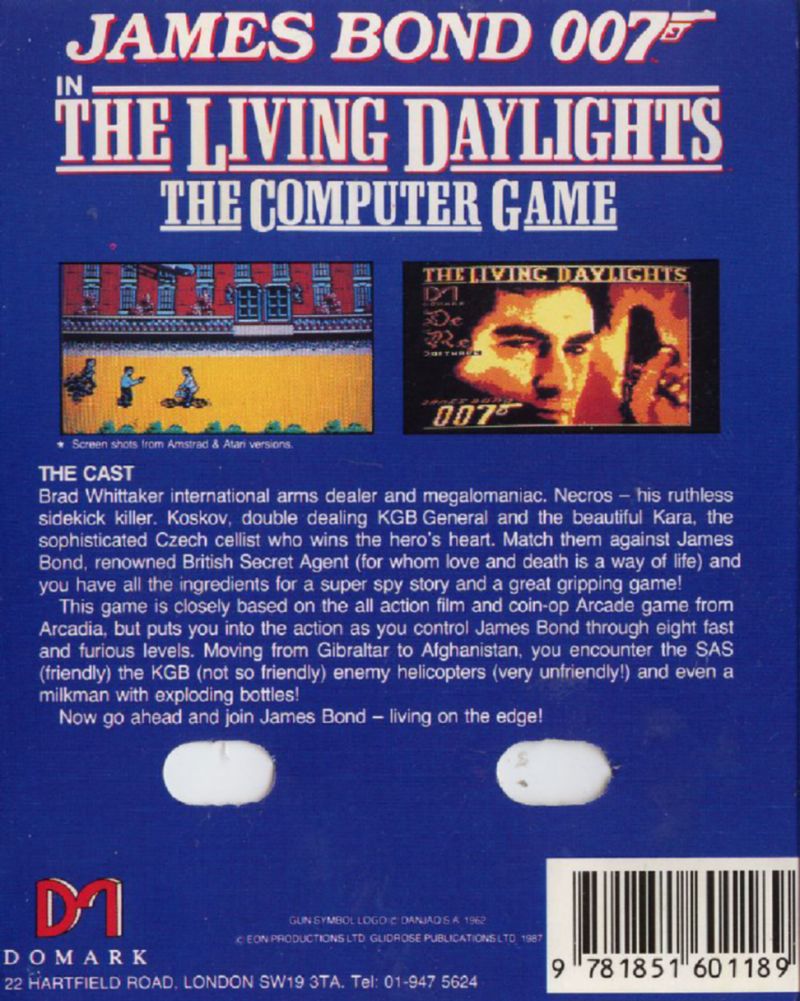 JAMES BOND 007
IN
THE LIVING DAYLIGHTS
THE COMPUTER GAME
THE LIVING DAYLIGHTS
DOMARK
De
Re
SOFTWARE
JAMES BOND
007
* Screen shots from Amstrad & Atari versions.
THE CAST
Brad Whittaker international arms dealer and megalomaniac. Necros – his ruthless
sidekick killer. Koskov, double dealing KGB General and the beautiful Kara, the
sophisticated Czech cellist who wins the hero's heart. Match them against James
Bond, renowned British Secret Agent (for whom love and death is a way of life) and
you have all the ingredients for a super spy story and a great gripping game!
This game is closely based on the all action film and coin-op Arcade game from
Arcadia, but puts you into the action as you control James Bond through eight fast
and furious levels. Moving from Gibraltar to Afghanistan, you encounter the SAS
(friendly) the KGB (not so friendly) enemy helicopters (very unfriendly!) and even a
milkman with exploding bottles!
Now go ahead and join James Bond – living on the edge!
GUN SYMBOL LOGO © DANJAQ S.A. 1962
© EON PRODUCTIONS LTD. GLIDROSE PUBLICATIONS LTD. 1987
DOMARK
22 HARTFIELD ROAD, LONDON SW19 3TA. Tel: 01-947 5624
9 781851 601189